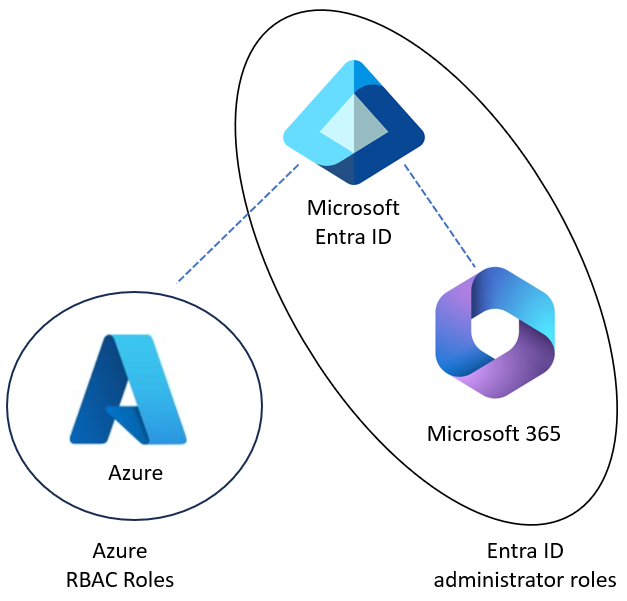 Microsoft
Entra ID
Microsoft 365
Azure
Azure
RBAC Roles
Entra ID
administrator roles